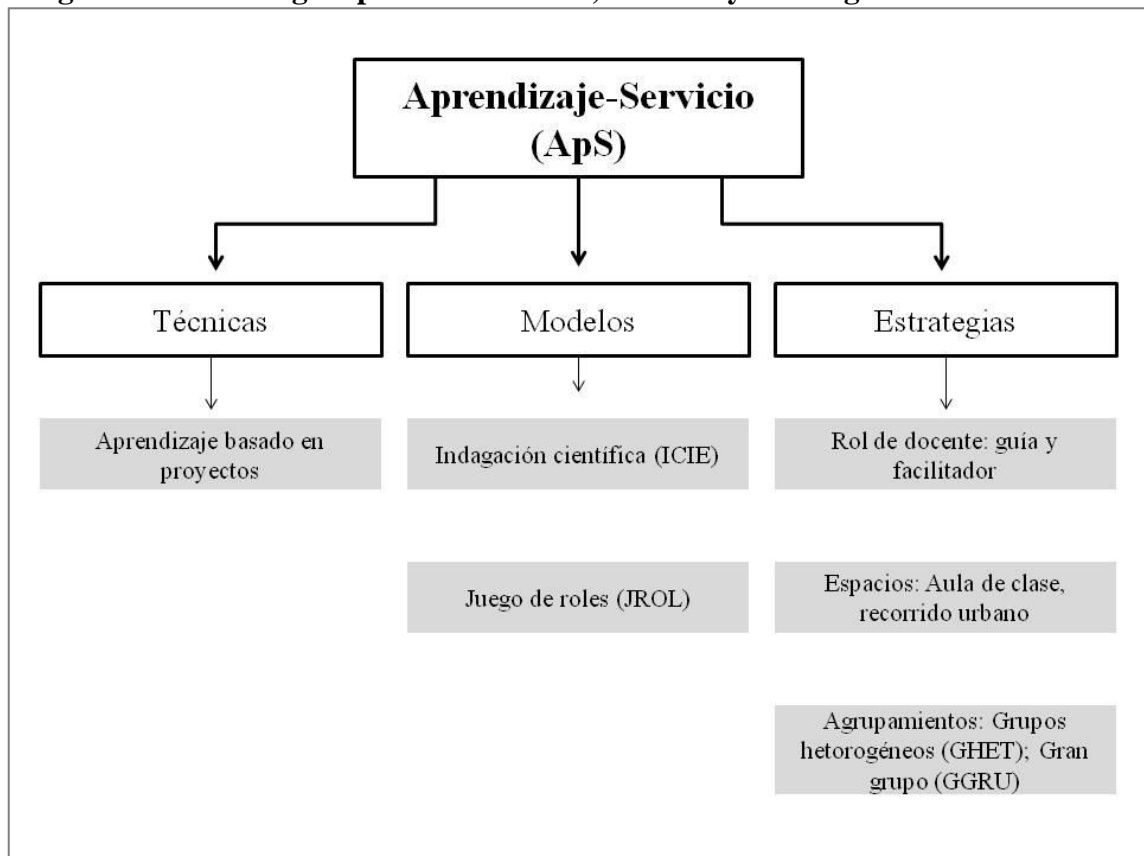 Aprendizaje-Servicio
(ApS)
Técnicas
Modelos
Estrategias
Aprendizaje basado en
proyectos
Indagación científica (ICIE)
Rol de docente: guía y
facilitador
Juego de roles (JROL)
Espacios: Aula de clase,
recorrido urbano
Agrupamientos: Grupos
hetorogéneos (GHET); Gran
grupo (GGRU)